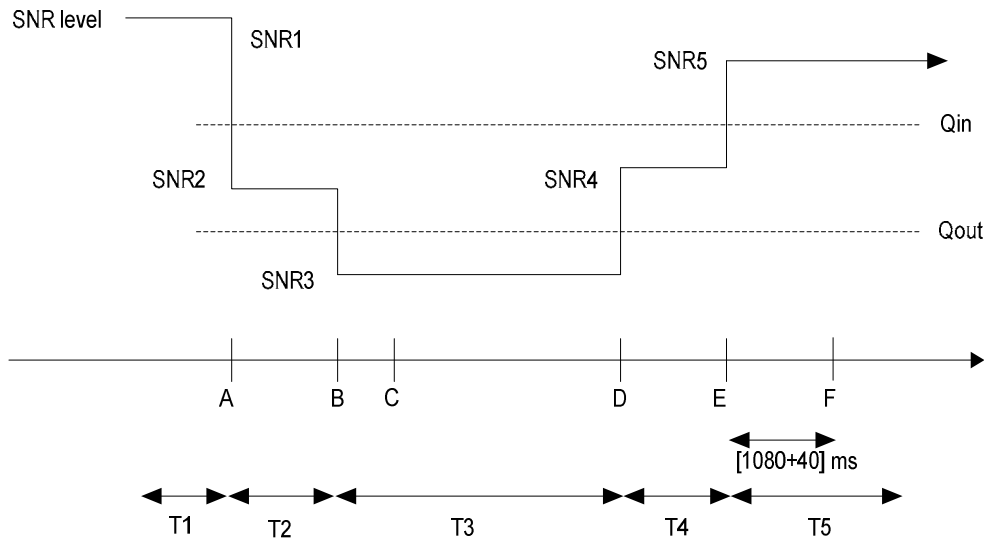 SNR level
SNR1
SNR5
Qin
SNR2
SNR4
Qout
SNR3
A
B
C
D
E
F
[1080+40] ms
T1
T2
T3
T4
T5